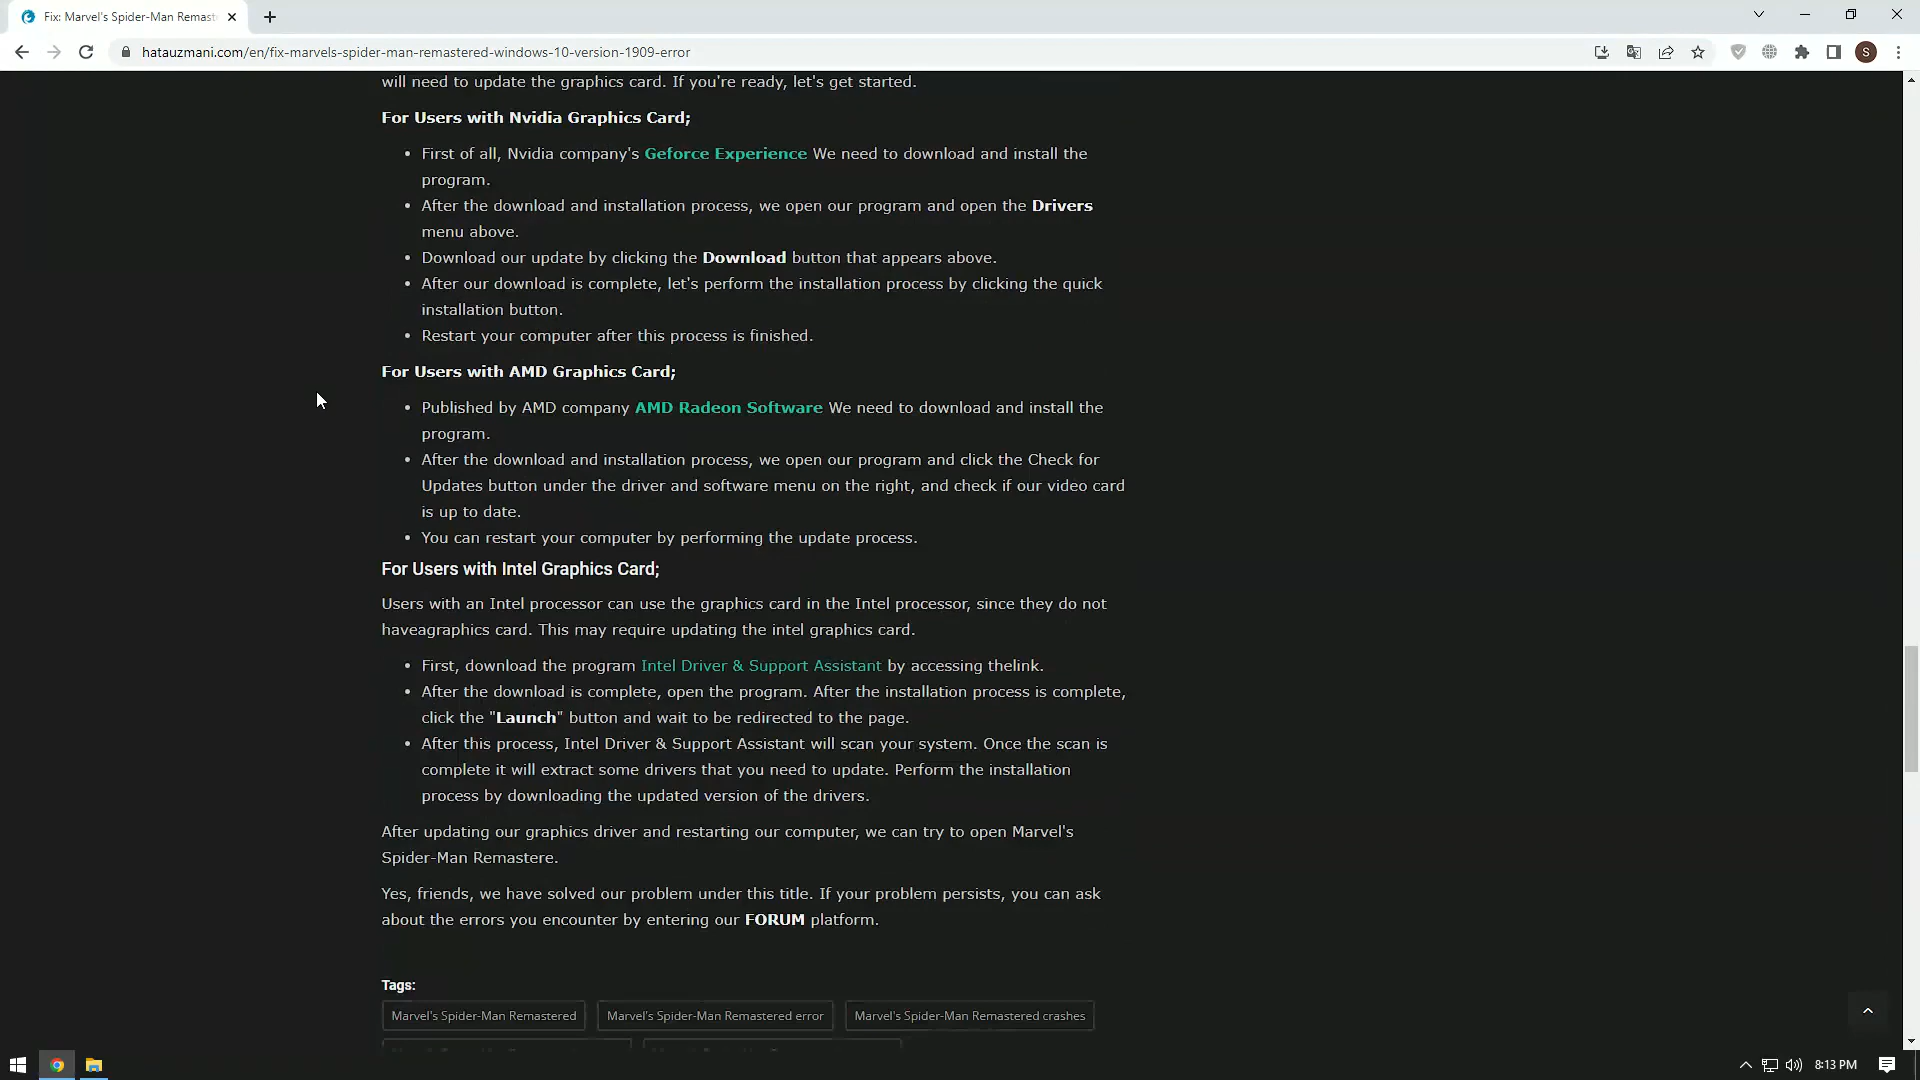 Fix: Marvel's Spider-Man Remast
hatauzmani.com/en/fix-marvels-spider-man-remastered-windows-10-version-1909-error
S
will need to update the graphics card. If you're ready, let's get started.
For Users with Nvidia Graphics Card;
• First of all, Nvidia company's Geforce Experience We need to download and install the
program.
• After the download and installation process, we open our program and open the Drivers
menu above.
• Download our update by clicking the Download button that appears above.
• After our download is complete, let's perform the installation process by clicking the quick
installation button.
• Restart your computer after this process is finished.
For Users with AMD Graphics Card;
• Published by AMD company AMD Radeon Software We need to download and install the
program.
• After the download and installation process, we open our program and click the Check for
Updates button under the driver and software menu on the right, and check if our video card
is up to date.
• You can restart your computer by performing the update process.
For Users with Intel Graphics Card;
Users with an Intel processor can use the graphics card in the Intel processor, since they do not
haveagraphics card. This may require updating the intel graphics card.
• First, download the program Intel Driver & Support Assistant by accessing thelink.
• After the download is complete, open the program. After the installation process is complete,
click the "Launch" button and wait to be redirected to the page.
• After this process, Intel Driver & Support Assistant will scan your system. Once the scan is
complete it will extract some drivers that you need to update. Perform the installation
process by downloading the updated version of the drivers.
After updating our graphics driver and restarting our computer, we can try to open Marvel's
Spider-Man Remastere.
Yes, friends, we have solved our problem under this title. If your problem persists, you can ask
about the errors you encounter by entering our FORUM platform.
Tags:
Marvel's Spider-Man Remastered
Marvel's Spider-Man Remastered error
Marvel's Spider-Man Remastered crashes
8:13 PM